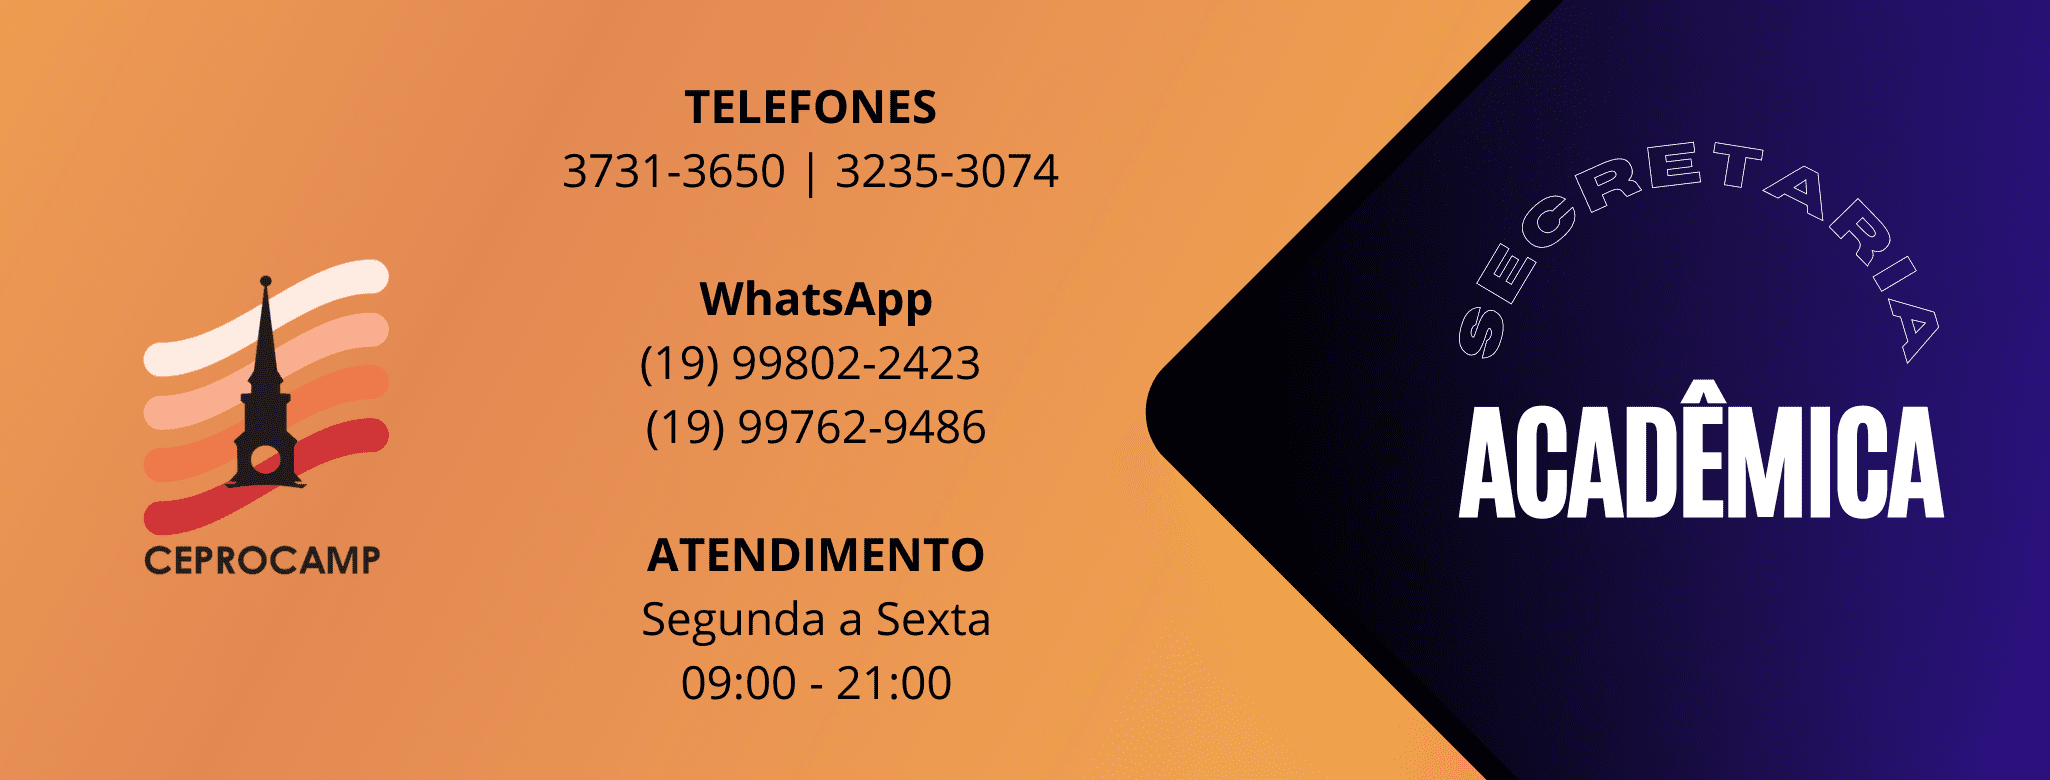 TELEFONES
3731-3650 | 3235-3074
WhatsApp
(19) 99802-2423
(19) 99762-9486
ATENDIMENTO
Segunda a Sexta
09:00 - 21:00
CEPROCAMP
SECRETARIA
ACADÊMICA